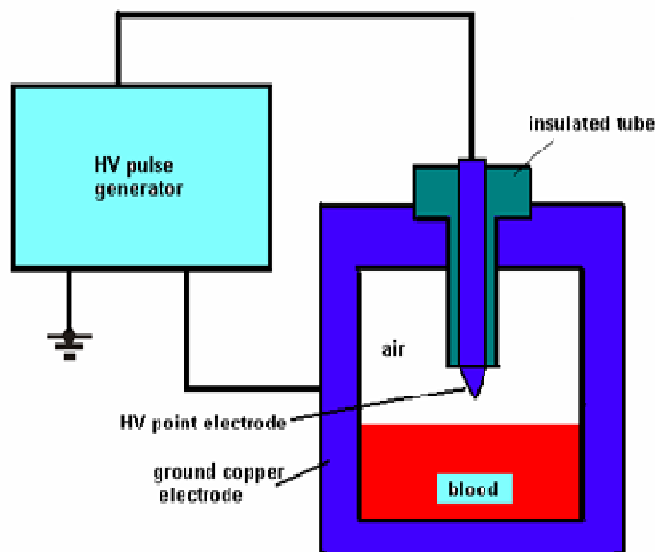 insulated tube
HV pulse
generator
air
HV point electrode
ground copper
electrode
blood